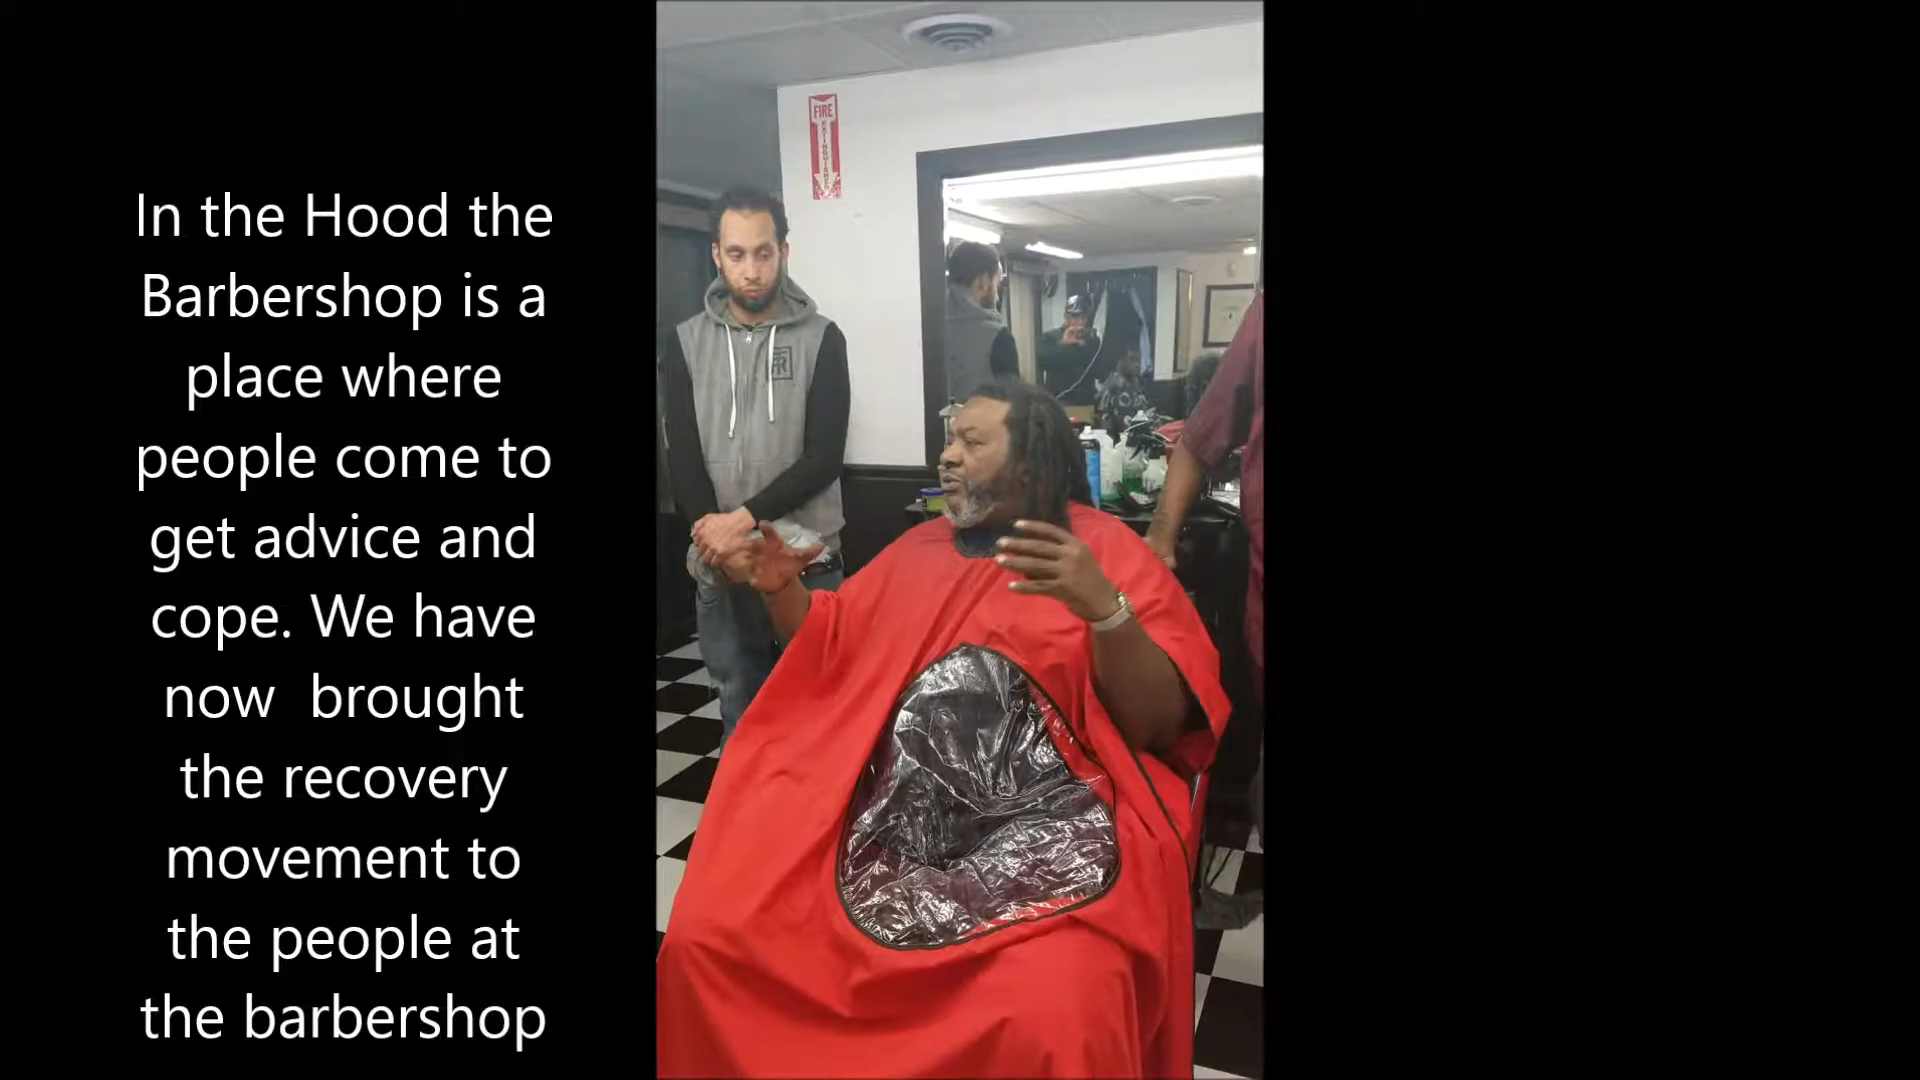 In the Hood the
Barbershop is a
place where
people come to
get advice and
cope. We have
now  brought
the recovery
movement to
the people at
the barbershop
FIRE
EXTINGUISHER